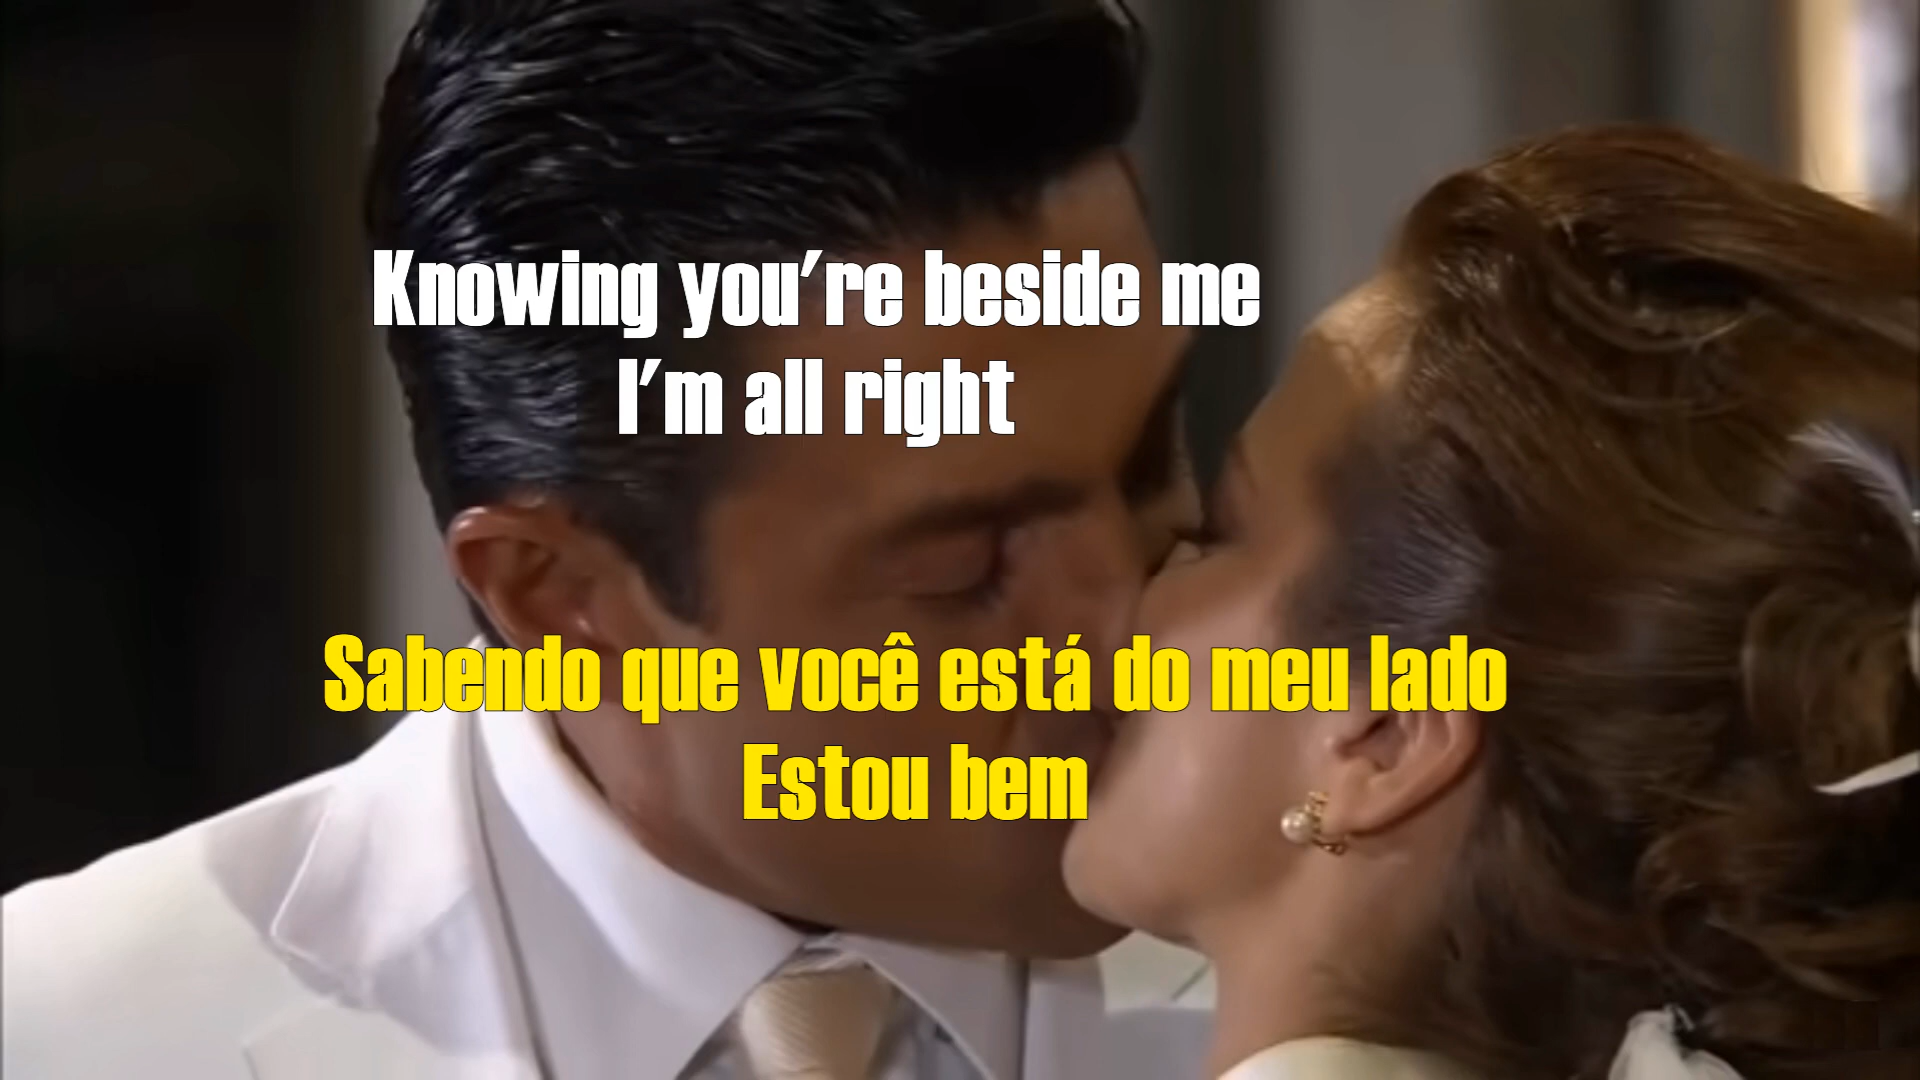 Knowing you're beside me
I'm all right
Sabendo que você está do meu lado
Estou bem